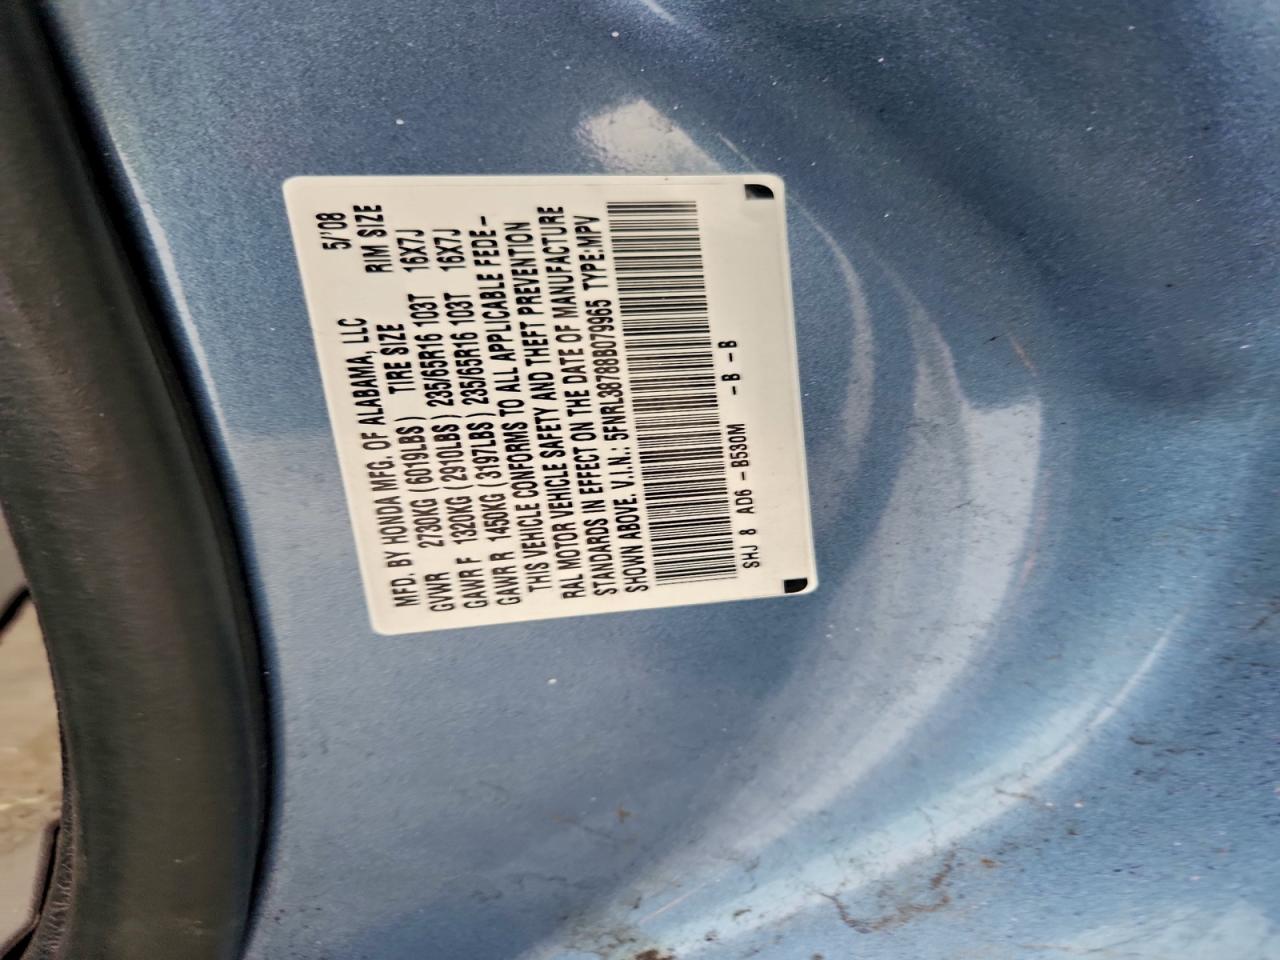 MFD. BY HONDA MFG. OF ALABAMA, LLC 5/'08
GVWR 2730KG ( 6019LBS ) TIRE SIZE RIM SIZE
GAWR F 1320KG ( 2910LBS ) 235/65R16 103T 16X7J
GAWR R 1450KG ( 3197LBS ) 235/65R16 103T 16X7J
THIS VEHICLE CONFORMS TO ALL APPLICABLE FEDE-
RAL MOTOR VEHICLE SAFETY AND THEFT PREVENTION
STANDARDS IN EFFECT ON THE DATE OF MANUFACTURE
SHOWN ABOVE. V.I.N.: 5FNRL38788B079965 TYPE:MPV
SHJ 8 AD6 - B530M - B - B